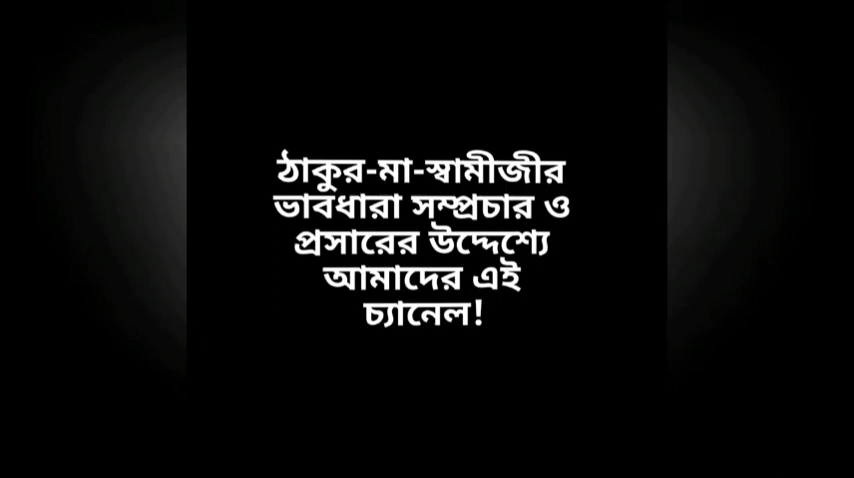 ঠাকুর-মা-স্বামীজীর
ভাবধারা সম্প্রচার ও
প্রসারের উদ্দেশ্যে
আমাদের এই
চ্যানেল!